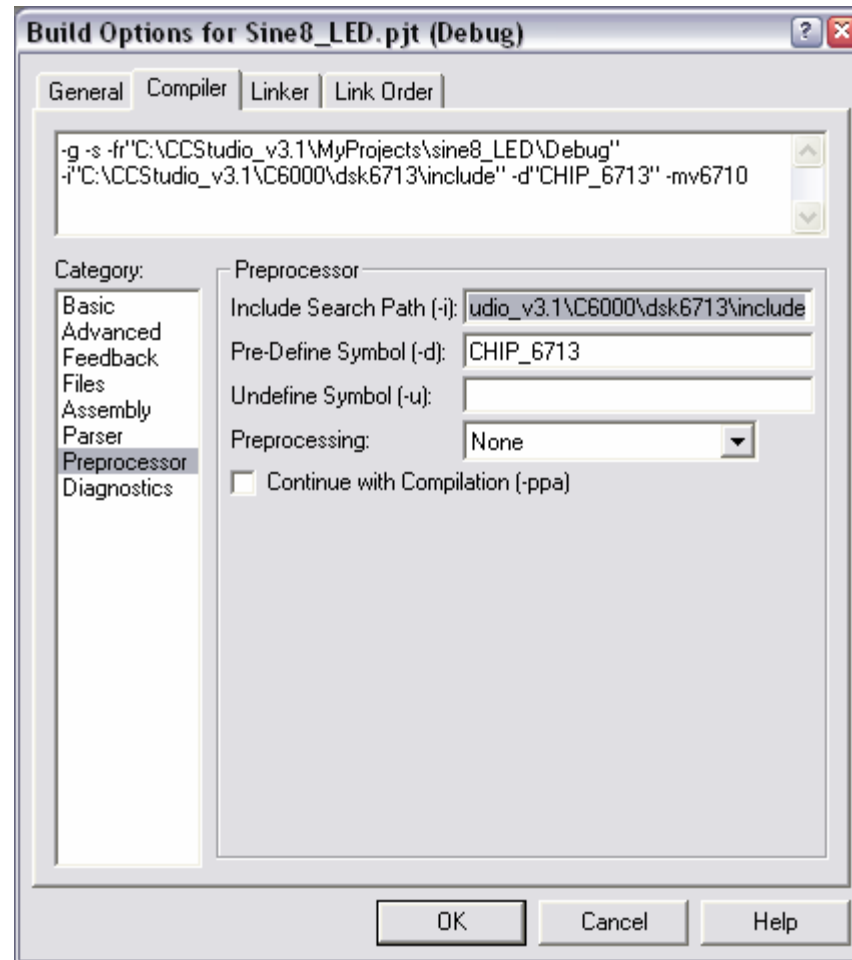 Build Options for Sine8_LED.pjt (Debug)
General Compiler Linker Link Order
-g -s -fr"C:\CCStudio_v3.1\MyProjects\sine8_LED\Debug"
-i"C:\CCStudio_v3.1\C6000\dsk6713\include" -d"CHIP_6713" -mv6710
Category:
Basic
Advanced
Feedback
Files
Assembly
Parser
Preprocessor
Diagnostics
Preprocessor
Include Search Path (-i): udio_v3.1\C6000\dsk6713\include
Pre-Define Symbol (-d): CHIP_6713
Undefine Symbol (-u):
Preprocessing: None
Continue with Compilation (-ppa)
OK Cancel Help